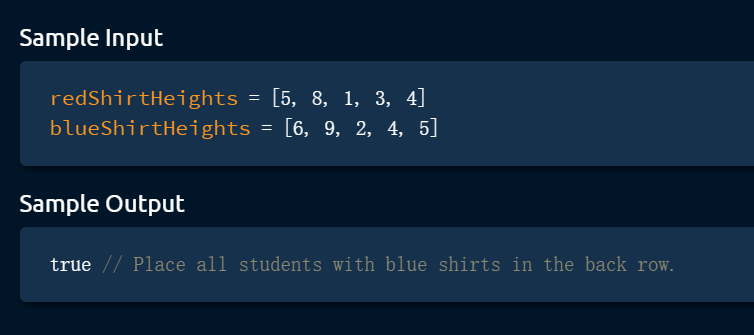 Sample Input
redShirtHeights = [5, 8, 1, 3, 4]
blueShirtHeights = [6, 9, 2, 4, 5]
Sample Output
true // Place all students with blue shirts in the back row.